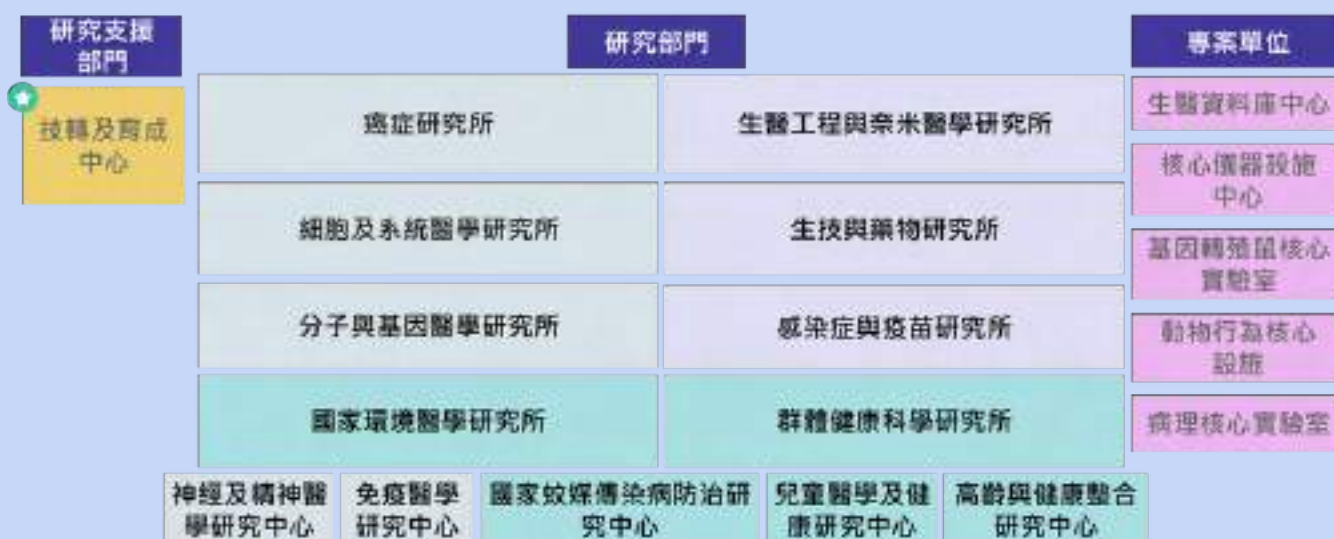 研究支援
部門
研究部門
專案單位
技轉及育成
中心
癌症研究所
生醫工程與奈米醫學研究所
細胞及系統醫學研究所
生技與藥物研究所
分子與基因醫學研究所
感染症與疫苗研究所
國家環境醫學研究所
群體健康科學研究所
生醫資料庫中心
核心儀器設施
中心
基因轉殖鼠核心
實驗室
動物行為核心
設施
病理核心實驗室
神經及精神醫
學研究中心
免疫醫學
研究中心
國家蚊媒傳染病防治研
究中心
兒童醫學及健
康研究中心
高齡與健康整合
研究中心